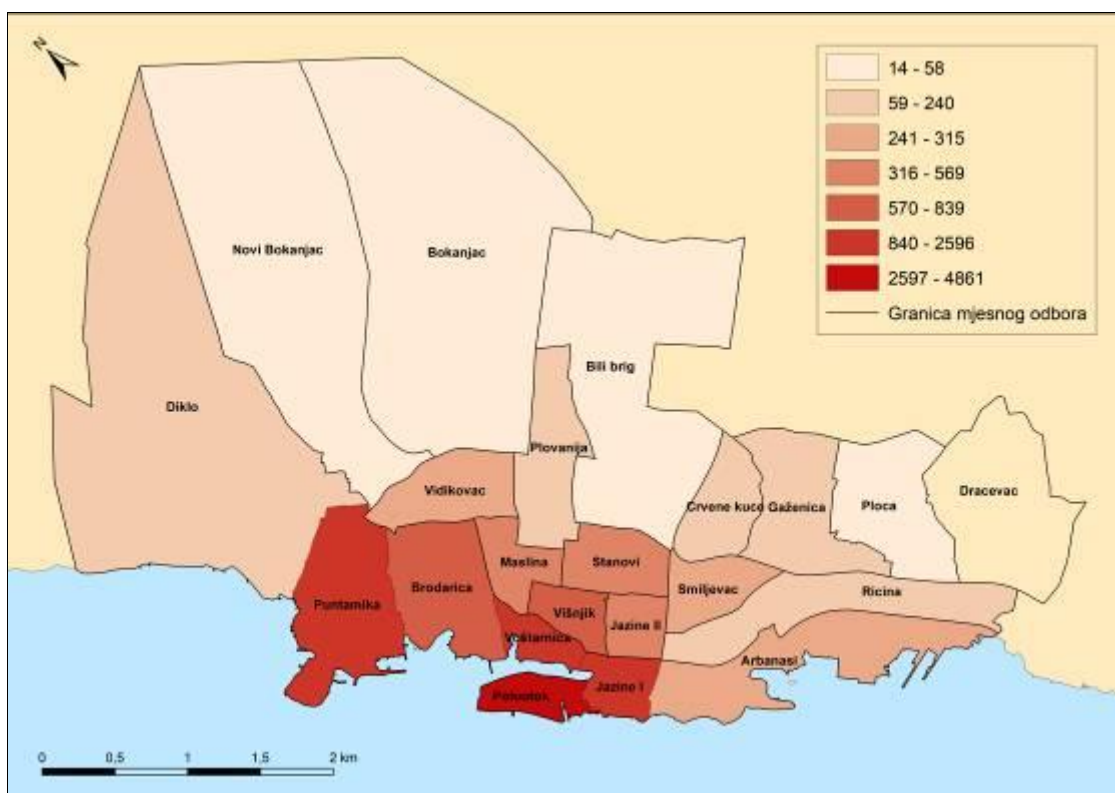 N
14 - 58
59 - 240
241 - 315
316 - 569
570 - 839
840 - 2596
2597 - 4861
Granica mjesnog odbora
Novi Bokanjac
Bokanjac
Bili brig
Diklo
Plovanija
Vidikovac
Crvene kuce
Gaženica
Ploca
Dracevac
Maslina
Stanovi
Brodarica
Smiljevac
Ricina
Puntamika
Višnjik
Jazine II
Voštarnica
Arbanasi
Jazine I
Poluotok
0 0,5 1 1,5 2 km